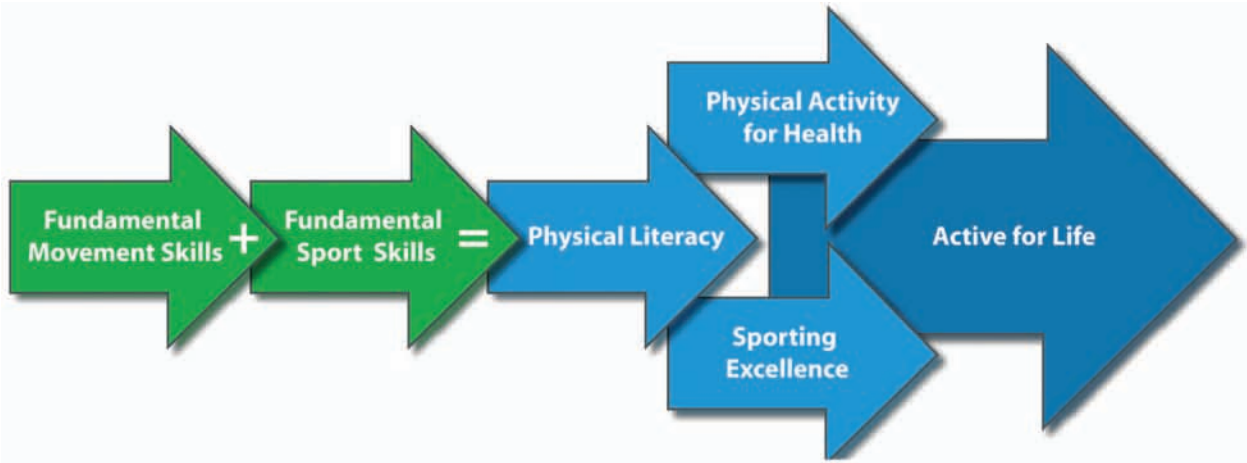 Fundamental
Movement Skills
+
Fundamental
Sport Skills
=
Physical Literacy
Physical Activity
for Health
Sporting
Excellence
Active for Life